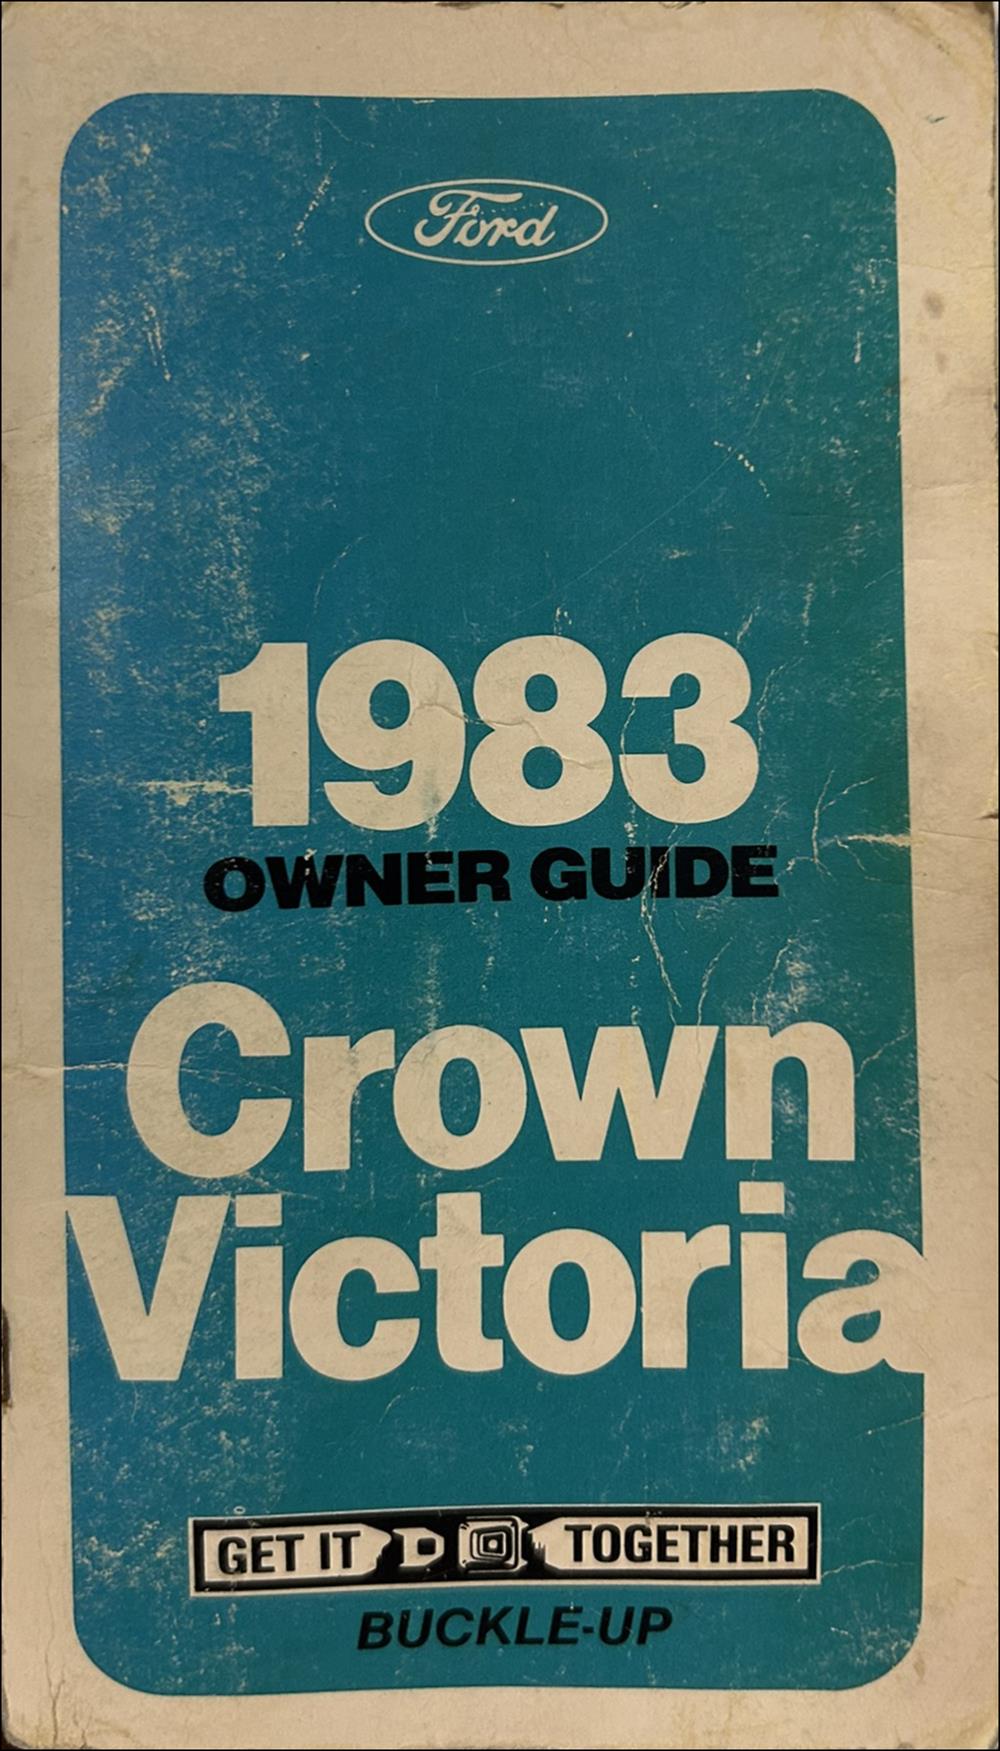 Ford
1983
OWNER GUIDE
Crown
Victoria
GET IT TOGETHER
BUCKLE-UP